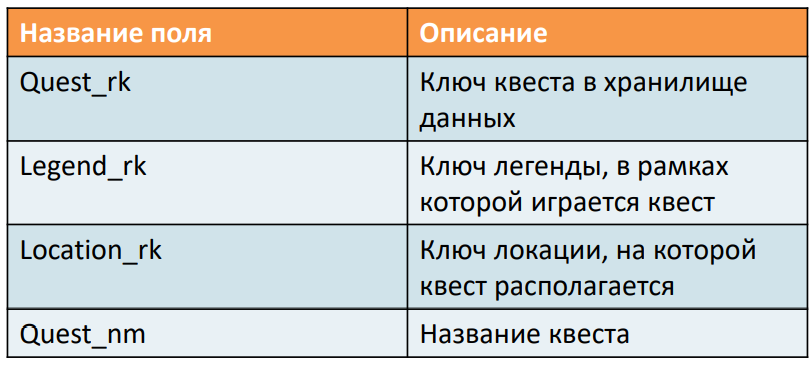 Название поля Описание
Quest_rk Ключ квеста в хранилище
данных
Legend_rk Ключ легенды, в рамках
которой играется квест
Location_rk Ключ локации, на которой
квест располагается
Quest_nm Название квеста